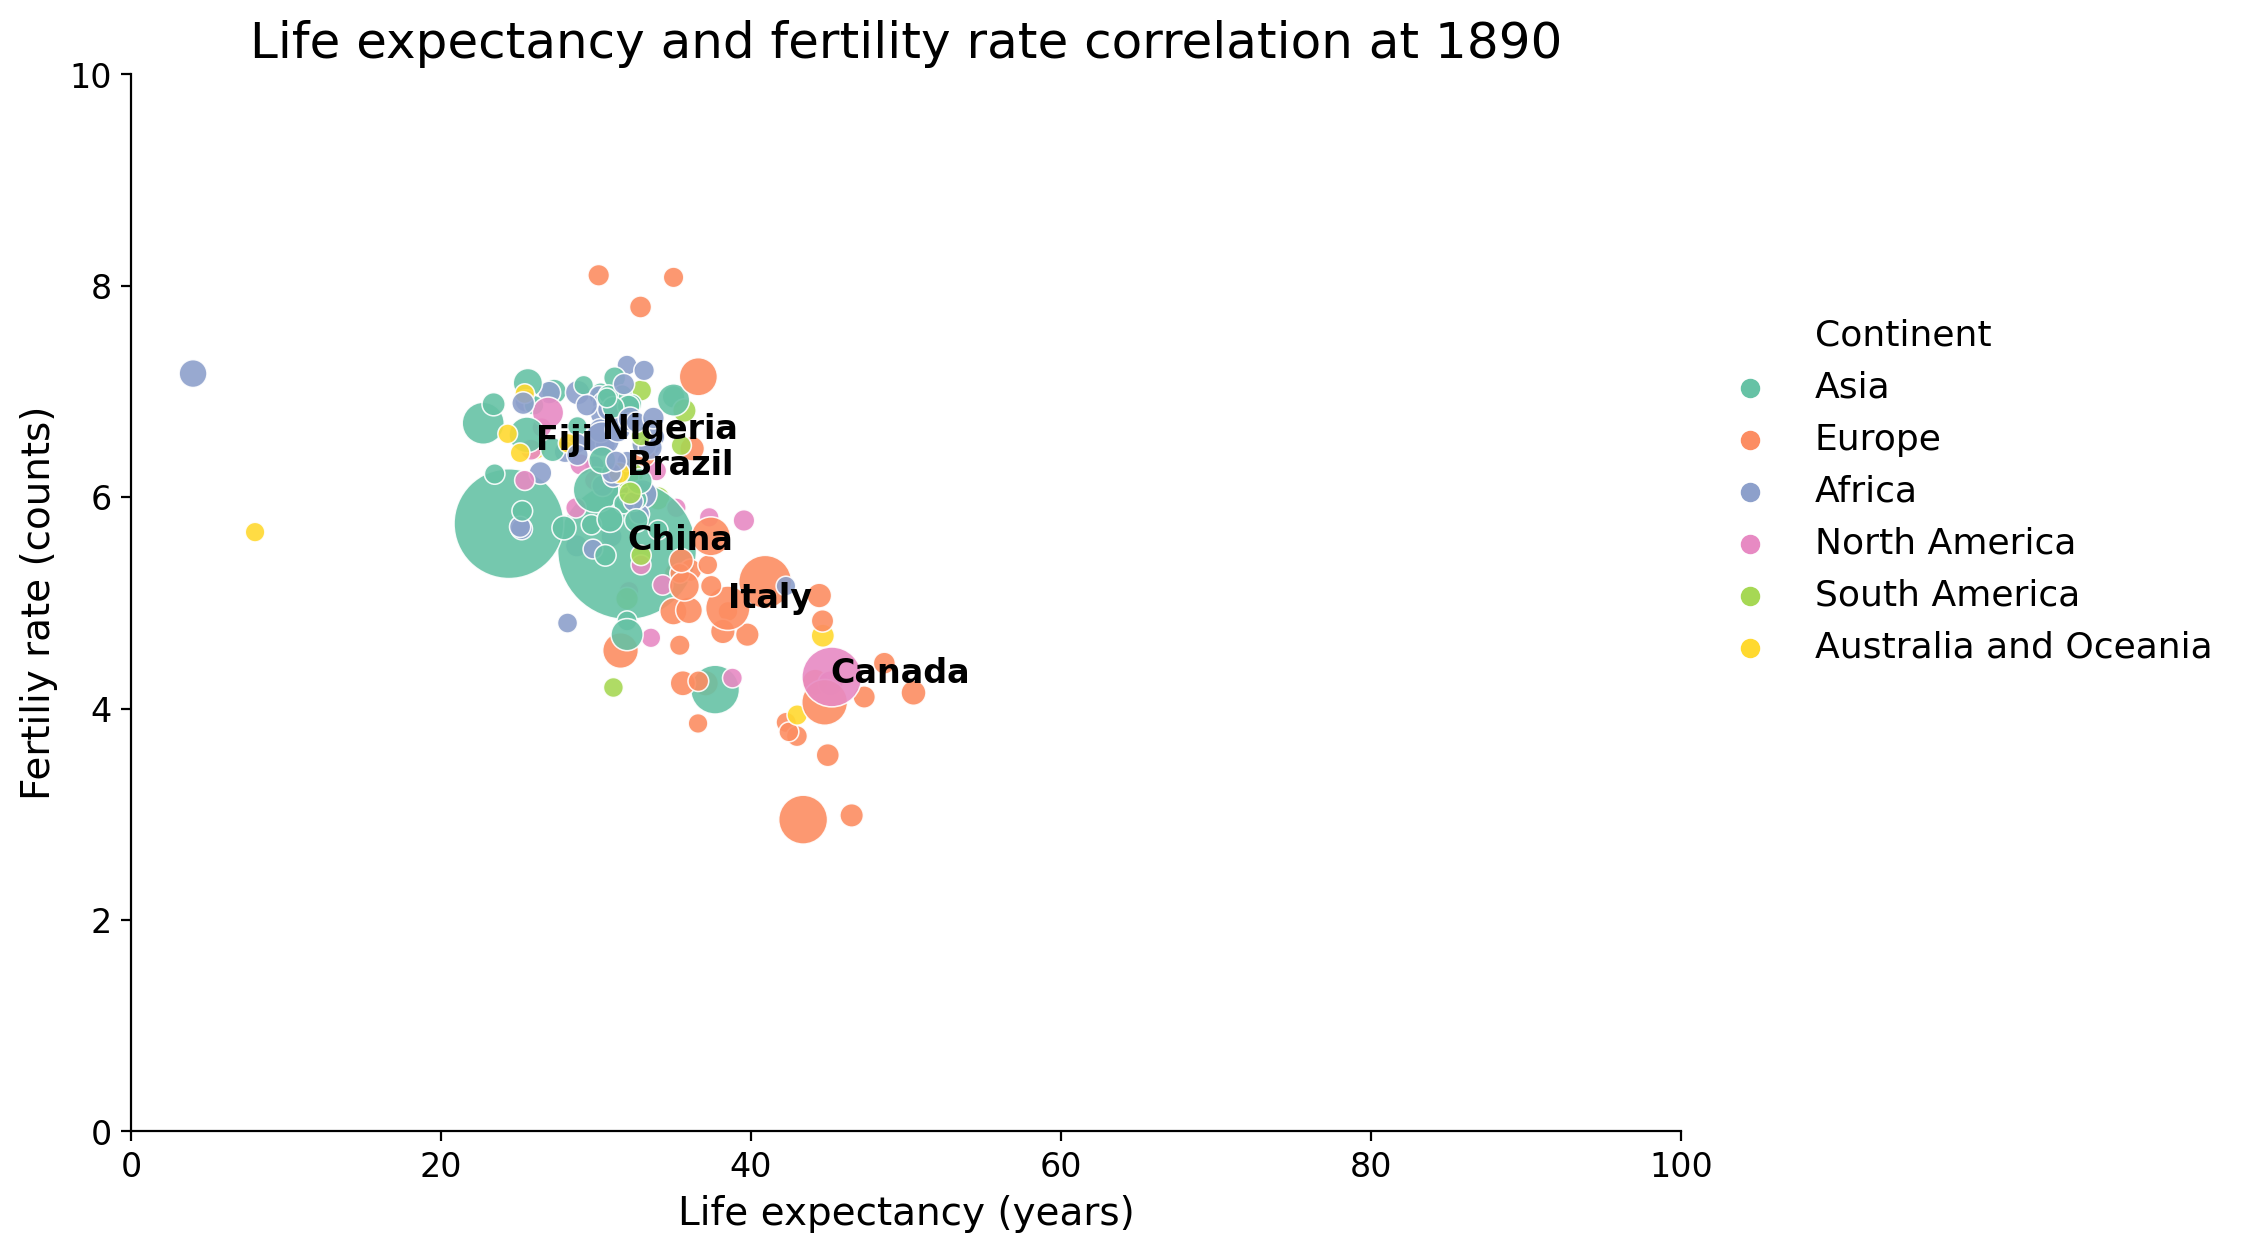 Life expectancy and fertility rate correlation at 1890
Fertiliy rate (counts)
10
8
6
4
2
0
Nigeria
Fiji
Brazil
China
Italy
Canada
0 20 40 60 80 100
Life expectancy (years)
Continent
Asia
Europe
Africa
North America
South America
Australia and Oceania